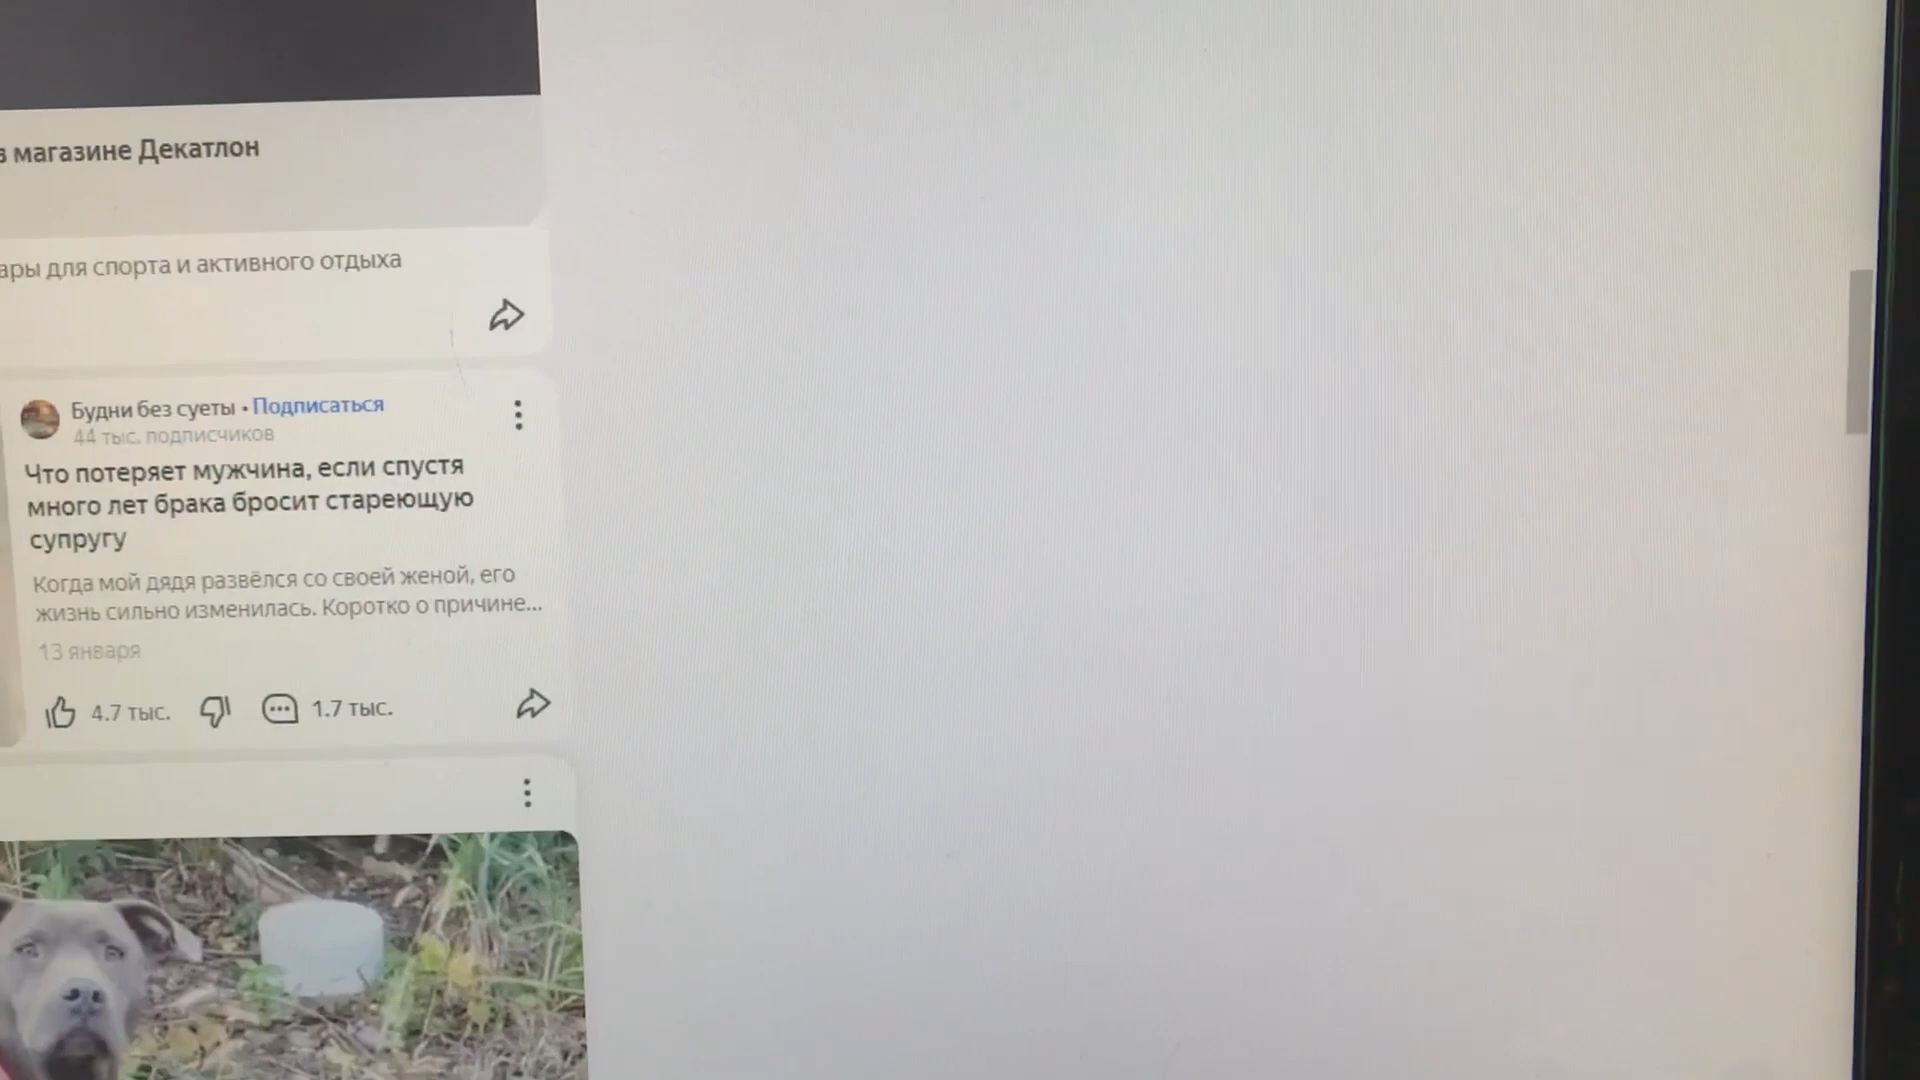 в магазине Декатлон
ары для спорта и активного отдыха
Будни без суеты • Подписаться
44 тыс. подписчиков
Что потеряет мужчина, если спустя
много лет брака бросит стареющую
супругу
Когда мой дядя развёлся со своей женой, его
жизнь сильно изменилась. Коротко о причине...
13 января
4.7 тыс. 1.7 тыс.